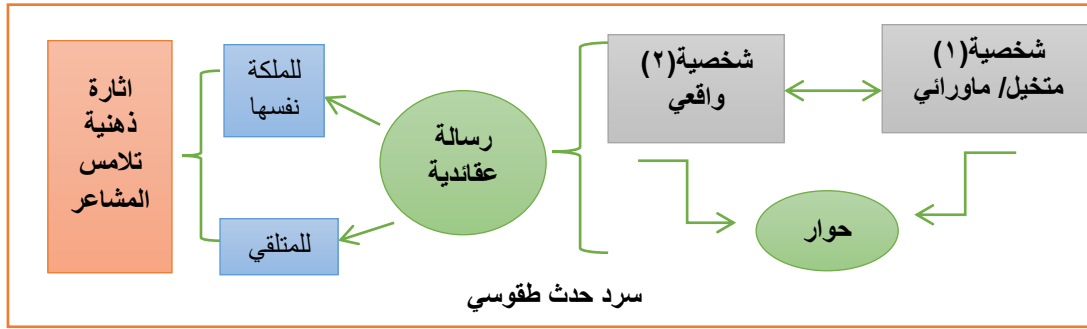 شخصية(١)
متخيل/ ماورائي
شخصية(٢)
واقعي
حوار
رسالة
عقائدية
للملكة
نفسها
للمتلقي
اثارة
ذهنية
تلامس
المشاعر
سرد حدث طقوسي